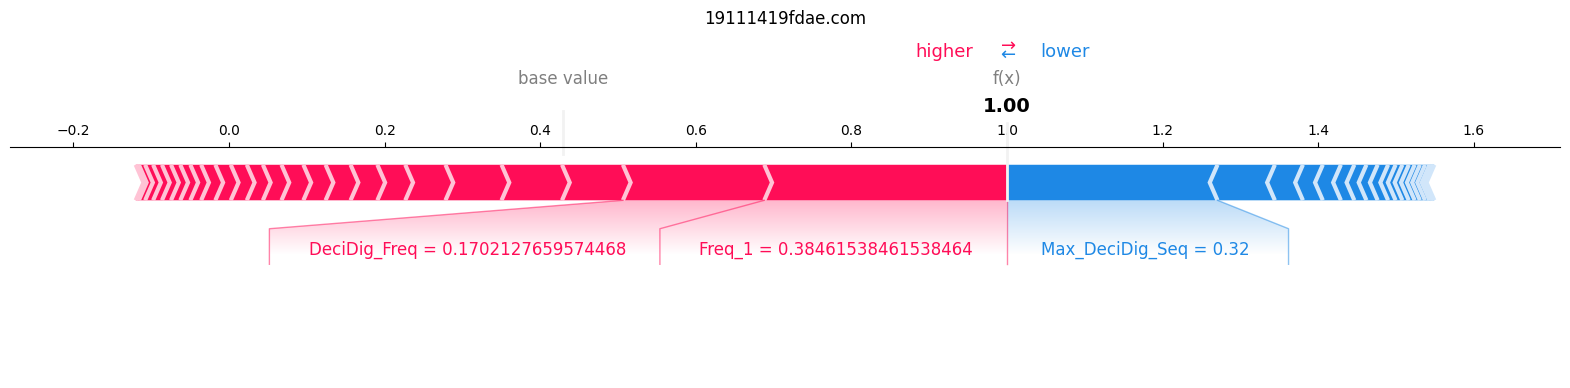 19111419fdae.com
higher ⇄ lower
base value f(x)
1.00
−0.2 0.0 0.2 0.4 0.6 0.8 1.0 1.2 1.4 1.6
DeciDig_Freq = 0.1702127659574468 Freq_1 = 0.38461538461538464 Max_DeciDig_Seq = 0.32